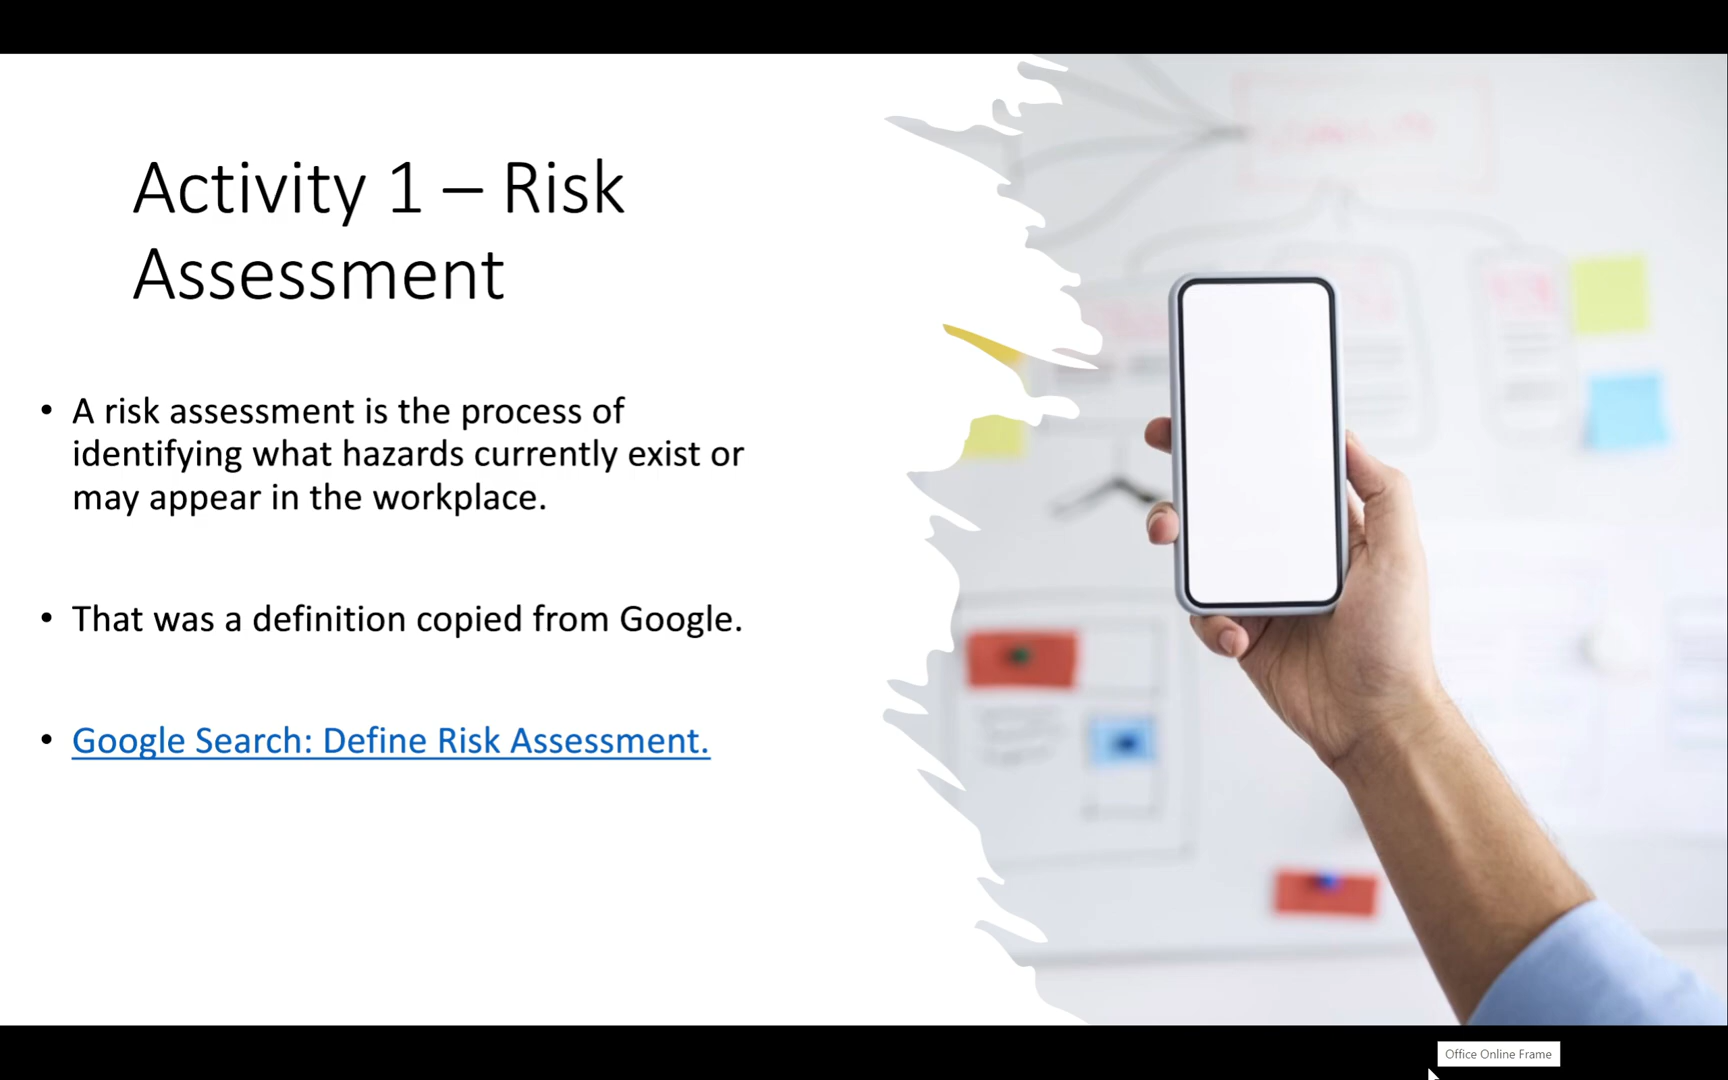 Activity 1 – Risk
Assessment
• A risk assessment is the process of
identifying what hazards currently exist or
may appear in the workplace.
• That was a definition copied from Google.
• Google Search: Define Risk Assessment.
Office Online Frame